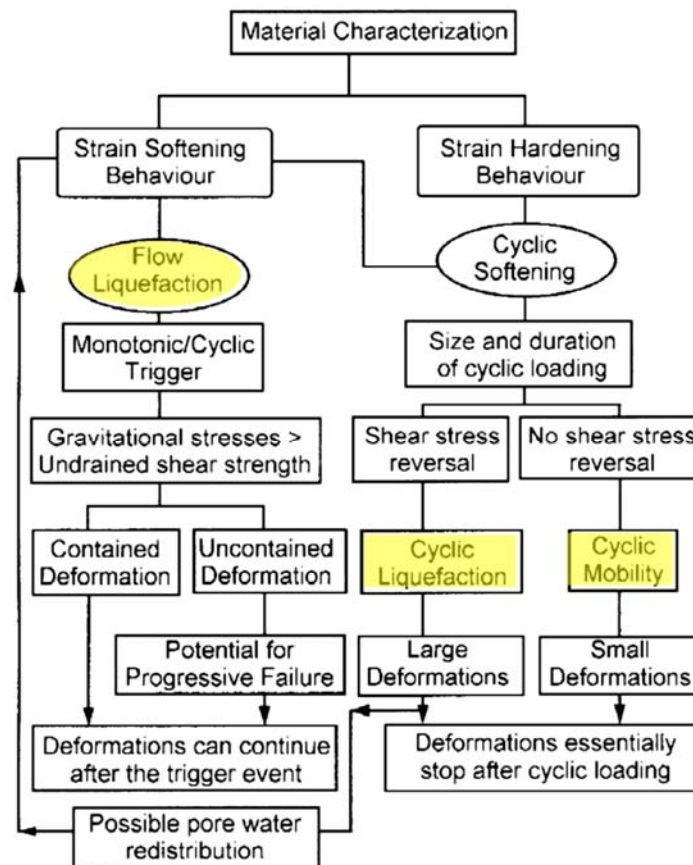 Material Characterization
Strain Softening
Behaviour
Strain Hardening
Behaviour
Flow
Liquefaction
Cyclic
Softening
Monotonic/Cyclic
Trigger
Size and duration
of cyclic loading
Gravitational stresses >
Undrained shear strength
Shear stress
reversal
No shear stress
reversal
Contained
Deformation
Uncontained
Deformation
Cyclic
Liquefaction
Cyclic
Mobility
Potential for
Progressive Failure
Large
Deformations
Small
Deformations
Deformations can continue
after the trigger event
Deformations essentially
stop after cyclic loading
Possible pore water
redistribution